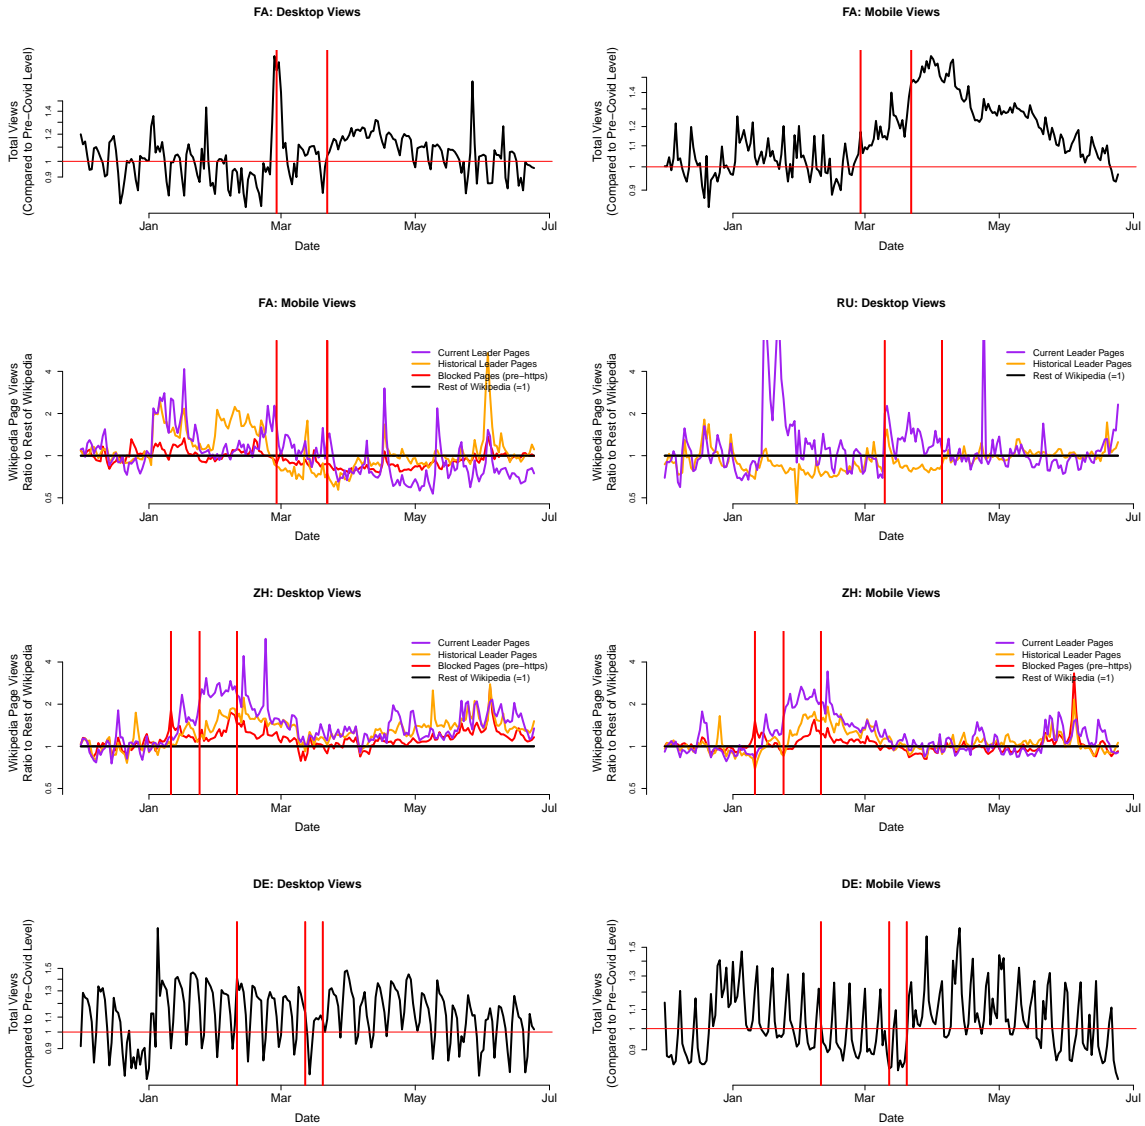 FA: Desktop Views
Total Views
(Compared to Pre−Covid Level)
0.9
1
1.2
1.4
Jan
Mar
May
Jul
Date
FA: Mobile Views
Total Views
(Compared to Pre−Covid Level)
0.9
1
1.1
1.2
1.4
Jan
Mar
May
Jul
Date
FA: Mobile Views
Wikipedia Page Views
Ratio to Rest of Wikipedia
0.5
1
2
4
Current Leader Pages
Historical Leader Pages
Blocked Pages (pre−https)
Rest of Wikipedia (=1)
Jan
Mar
May
Jul
Date
RU: Desktop Views
Wikipedia Page Views
Ratio to Rest of Wikipedia
0.5
1
2
4
Current Leader Pages
Historical Leader Pages
Rest of Wikipedia (=1)
Jan
Mar
May
Jul
Date
ZH: Desktop Views
Wikipedia Page Views
Ratio to Rest of Wikipedia
0.5
1
2
4
Current Leader Pages
Historical Leader Pages
Blocked Pages (pre−https)
Rest of Wikipedia (=1)
Jan
Mar
May
Jul
Date
ZH: Mobile Views
Wikipedia Page Views
Ratio to Rest of Wikipedia
0.5
1
2
4
Current Leader Pages
Historical Leader Pages
Blocked Pages (pre−https)
Rest of Wikipedia (=1)
Jan
Mar
May
Jul
Date
DE: Desktop Views
Total Views
(Compared to Pre−Covid Level)
0.9
1
1.1
1.3
1.5
Jan
Mar
May
Jul
Date
DE: Mobile Views
Total Views
(Compared to Pre−Covid Level)
0.9
1
1.1
1.3
1.5
Jan
Mar
May
Jul
Date